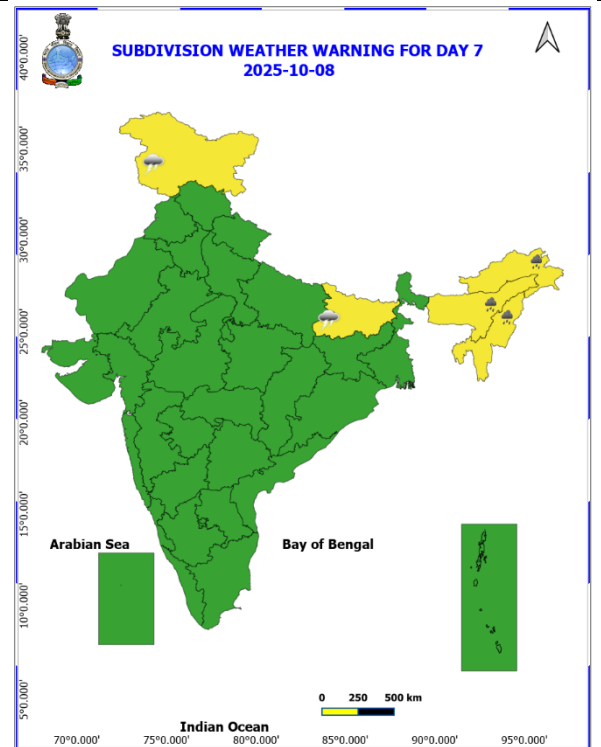 SUBDIVISION WEATHER WARNING FOR DAY 7
2025-10-08
40°0.000'
35°0.000'
30°0.000'
25°0.000'
20°0.000'
15°0.000'
10°0.000'
5°0.000'
Arabian Sea
Bay of Bengal
0 250 500 km
Indian Ocean
70°0.000' 75°0.000' 80°0.000' 85°0.000' 90°0.000' 95°0.000'